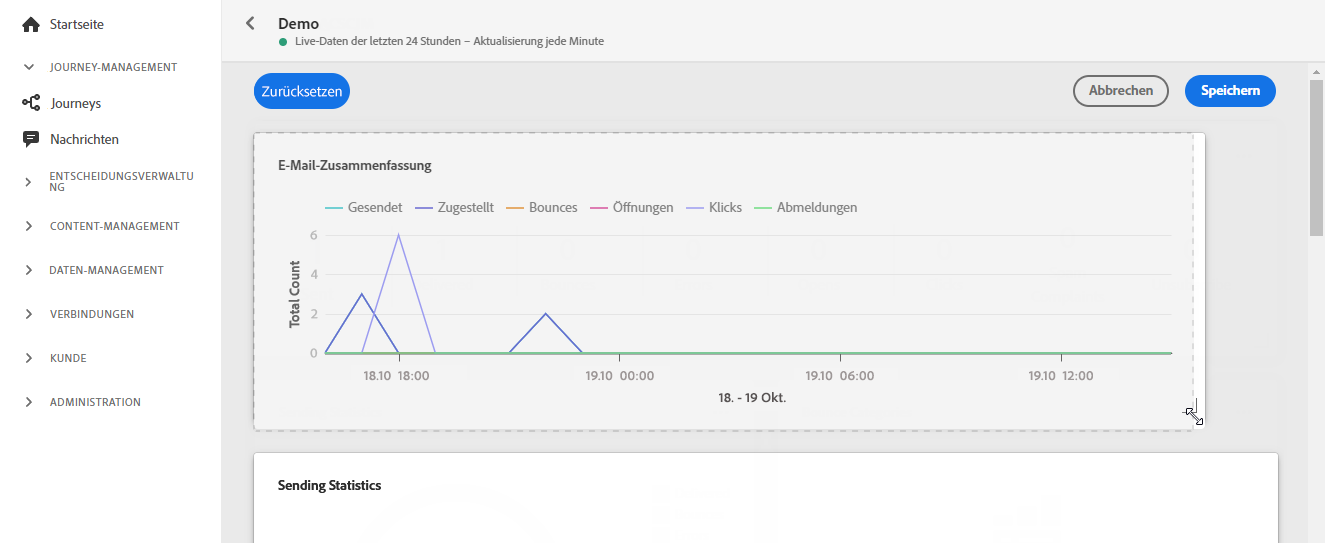 Startseite
JOURNEY-MANAGEMENT
Journeys
Nachrichten
ENTSCHEIDUNGSVERWALTU
NG
CONTENT-MANAGEMENT
DATEN-MANAGEMENT
VERBINDUNGEN
KUNDE
ADMINISTRATION
Demo
Live-Daten der letzten 24 Stunden – Aktualisierung jede Minute
Zurücksetzen
Abbrechen
Speichern
E-Mail-Zusammenfassung
Gesendet Zugestellt Bounces Öffnungen Klicks Abmeldungen
Total Count
6
4
2
0
18.10 18:00 19.10 00:00 19.10 06:00 19.10 12:00
18. - 19 Okt.
Sending Statistics